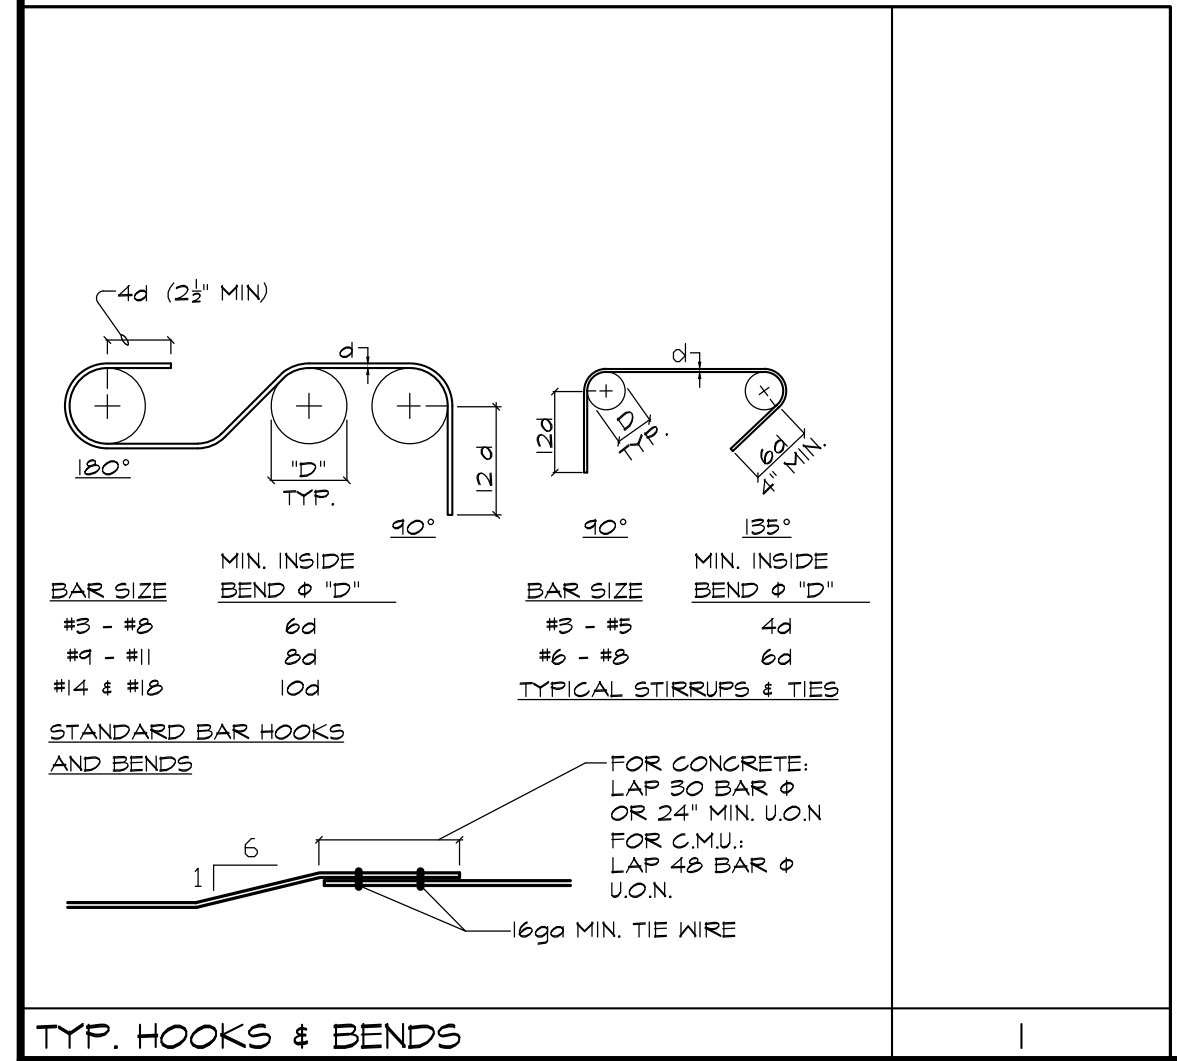 4d (2½" MIN)
d
d
180°
"D"
TYP.
12 d
90°
12d
D
TYP.
6d
4" MIN.
90°
135°
MIN. INSIDE
BAR SIZE BEND Φ "D"
#3 - #8 6d
#9 - #11 8d
#14 & #18 10d
STANDARD BAR HOOKS
AND BENDS
MIN. INSIDE
BAR SIZE BEND Φ "D"
#3 - #5 4d
#6 - #8 6d
TYPICAL STIRRUPS & TIES
FOR CONCRETE:
LAP 30 BAR Φ
OR 24" MIN. U.O.N
FOR C.M.U.:
LAP 48 BAR Φ
U.O.N.
6
1
16ga MIN. TIE WIRE
TYP. HOOKS & BENDS
1